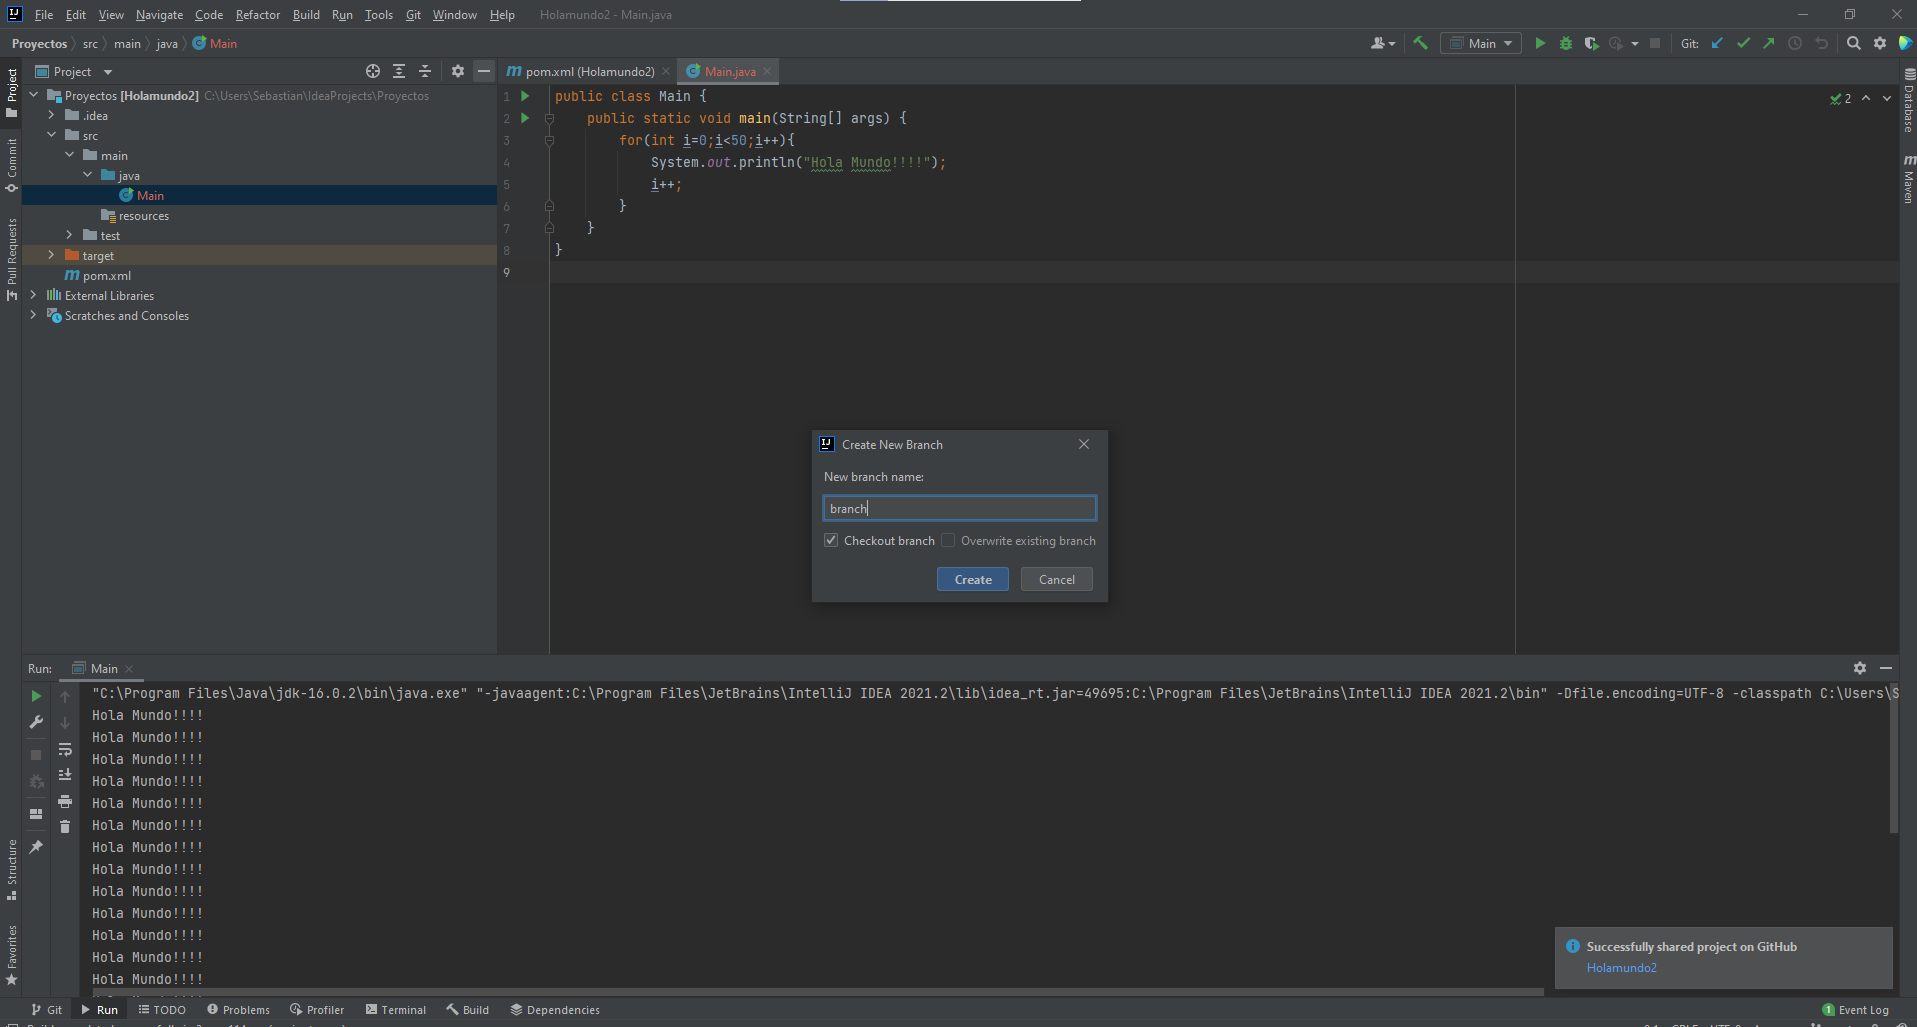 File Edit View Navigate Code Refactor Build Run Tools Git Window Help Holamundo2 - Main.java
Proyectos src main java Main
Main Git:
Project
Proyectos [Holamundo2] C:\Users\Sebastian\IdeaProjects\Proyectos
.idea
src
main
java
Main
resources
test
target
pom.xml
External Libraries
Scratches and Consoles
Project
Commit
Pull Requests
Structure
Favorites
pom.xml (Holamundo2) Main.java
1 public class Main {
2 public static void main(String[] args) {
3 for(int i=0;i<50;i++){
4 System.out.println("Hola Mundo!!!!");
5 i++;
6 }
7 }
8 }
9
2
Database
Maven
Create New Branch
New branch name:
branch
Checkout branch Overwrite existing branch
Create Cancel
Run: Main
"C:\Program Files\Java\jdk-16.0.2\bin\java.exe" "-javaagent:C:\Program Files\JetBrains\IntelliJ IDEA 2021.2\lib\idea_rt.jar=49695:C:\Program Files\JetBrains\IntelliJ IDEA 2021.2\bin" -Dfile.encoding=UTF-8 -classpath C:\Users\S
Hola Mundo!!!!
Hola Mundo!!!!
Hola Mundo!!!!
Hola Mundo!!!!
Hola Mundo!!!!
Hola Mundo!!!!
Hola Mundo!!!!
Hola Mundo!!!!
Hola Mundo!!!!
Hola Mundo!!!!
Hola Mundo!!!!
Hola Mundo!!!!
Hola Mundo!!!!
Successfully shared project on GitHub
Holamundo2
Git Run TODO Problems Profiler Terminal Build Dependencies 1 Event Log